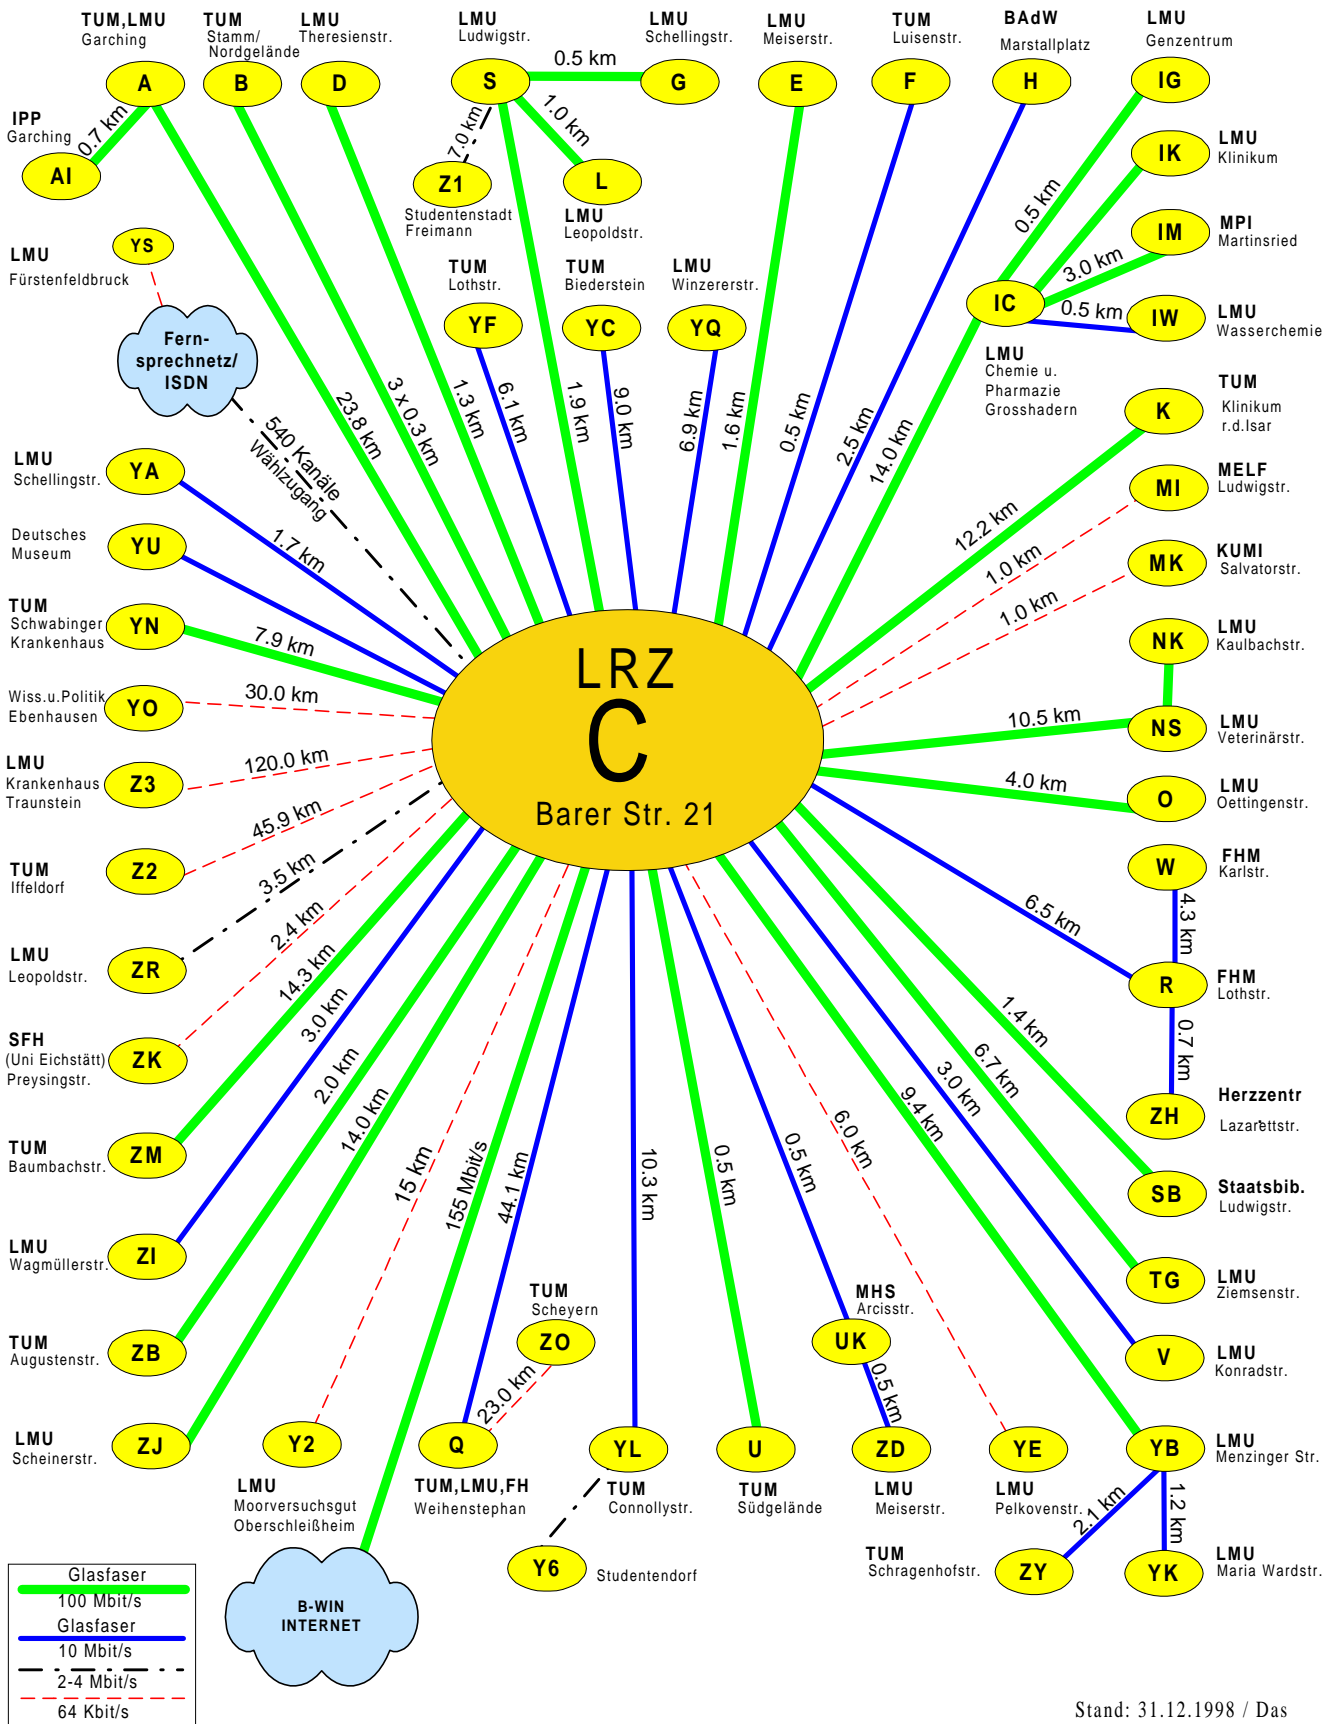 TUM,LMU
Garching
TUM
Stamm/
Nordgelände
LMU
Theresienstr.
LMU
Ludwigstr.
LMU
Schellingstr.
LMU
Meiserstr.
TUM
Luisenstr.
BAdW
Marstallplatz
LMU
Genzentrum
A
B
D
S
0.5 km
G
E
F
H
IG
IPP
Garching
0.7 km
AI
7.0 km
1.0 km
Z1
Studentenstadt
Freimann
L
LMU
Leopoldstr.
IK
LMU
Klinikum
0.5 km
IM
MPI
Martinsried
3.0 km
IC
0.5 km
IW
LMU
Wasserchemie
LMU
Chemie u.
Pharmazie
Grosshadern
LMU
Fürstenfeldbruck
YS
Fern-
sprechnetz/
ISDN
TUM
Lothstr.
YF
TUM
Biederstein
YC
LMU
Winzererstr.
YQ
540 Kanäle
Wählzugang
23.8 km
3 x 0.3 km
1.3 km
6.1 km
1.9 km
9.0 km
6.9 km
1.6 km
0.5 km
2.5 km
14.0 km
K
TUM
Klinikum
r.d.Isar
12.2 km
LMU
Schellingstr.
YA
1.7 km
MI
MELF
Ludwigstr.
1.0 km
Deutsches
Museum
YU
MK
KUMI
Salvatorstr.
1.0 km
TUM
Schwabinger
Krankenhaus
YN
7.9 km
NK
LMU
Kaulbachstr.
LRZ
C
Barer Str. 21
Wiss.u.Politik
Ebenhausen
YO
30.0 km
10.5 km
NS
LMU
Veterinärstr.
LMU
Krankenhaus
Traunstein
Z3
120.0 km
4.0 km
O
LMU
Oettingenstr.
TUM
Iffeldorf
Z2
45.9 km
W
FHM
Karlstr.
4.3 km
LMU
Leopoldstr.
ZR
3.5 km
6.5 km
R
FHM
Lothstr.
0.7 km
SFH
(Uni Eichstätt)
Preysingstr.
ZK
2.4 km
ZH
Herzzentr
Lazarettstr.
TUM
Baumbachstr.
ZM
14.3 km
1.4 km
SB
Staatsbib.
Ludwigstr.
LMU
Wagmüllerstr.
ZI
3.0 km
6.7 km
TG
LMU
Ziemsenstr.
TUM
Augustenstr.
ZB
2.0 km
3.0 km
V
LMU
Konradstr.
LMU
Scheinerstr.
ZJ
14.0 km
15 km
155 Mbit/s
44.1 km
10.3 km
0.5 km
0.5 km
6.0 km
9.4 km
TUM
Scheyern
ZO
23.0 km
MHS
Arcisstr.
UK
0.5 km
Y2
LMU
Moorversuchsgut
Oberschleißheim
Q
TUM,LMU,FH
Weihenstephan
YL
TUM
Connollystr.
U
TUM
Südgelände
ZD
LMU
Meiserstr.
YE
LMU
Pelkovenstr.
YB
LMU
Menzinger Str.
2.1 km
1.2 km
Y6
Studentendorf
TUM
Schragenhofstr.
ZY
YK
LMU
Maria Wardstr.
B-WIN
INTERNET
Glasfaser
100 Mbit/s
Glasfaser
10 Mbit/s
2-4 Mbit/s
64 Kbit/s
Stand: 31.12.1998 / Das